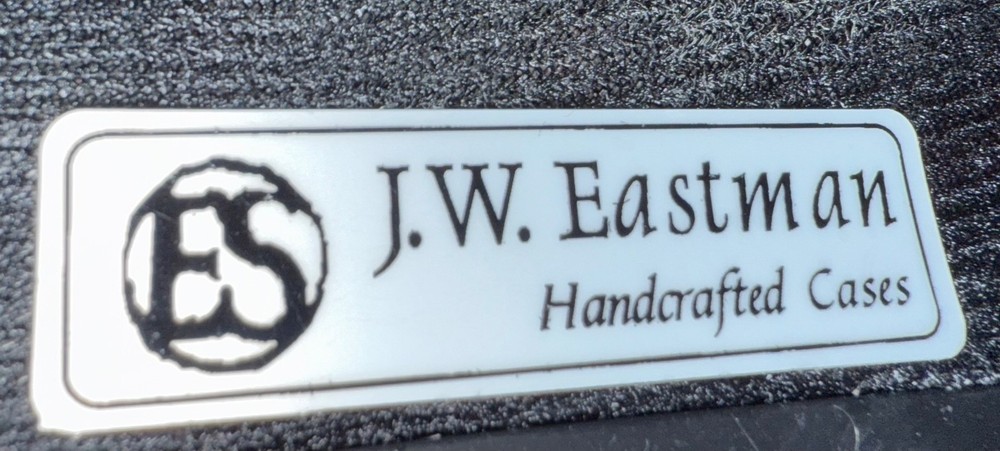 ES
J.W. Eastman
Handcrafted Cases